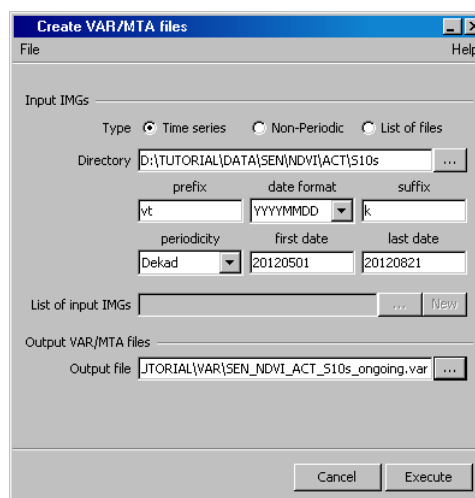 Create VAR/MTA files
File Help
Input IMGs
Type Time series Non-Periodic List of files
Directory D:\TUTORIAL\DATA\SEN\NDVI\ACT\S10s ...
prefix date format suffix
vt YYYYMMDD k
periodicity first date last date
Dekad 20120501 20120821
List of input IMGs ... New
Output VAR/MTA files
Output file JTORIAL\VAR\SEN_NDVI_ACT_S10s_ongoing.var ...
Cancel Execute